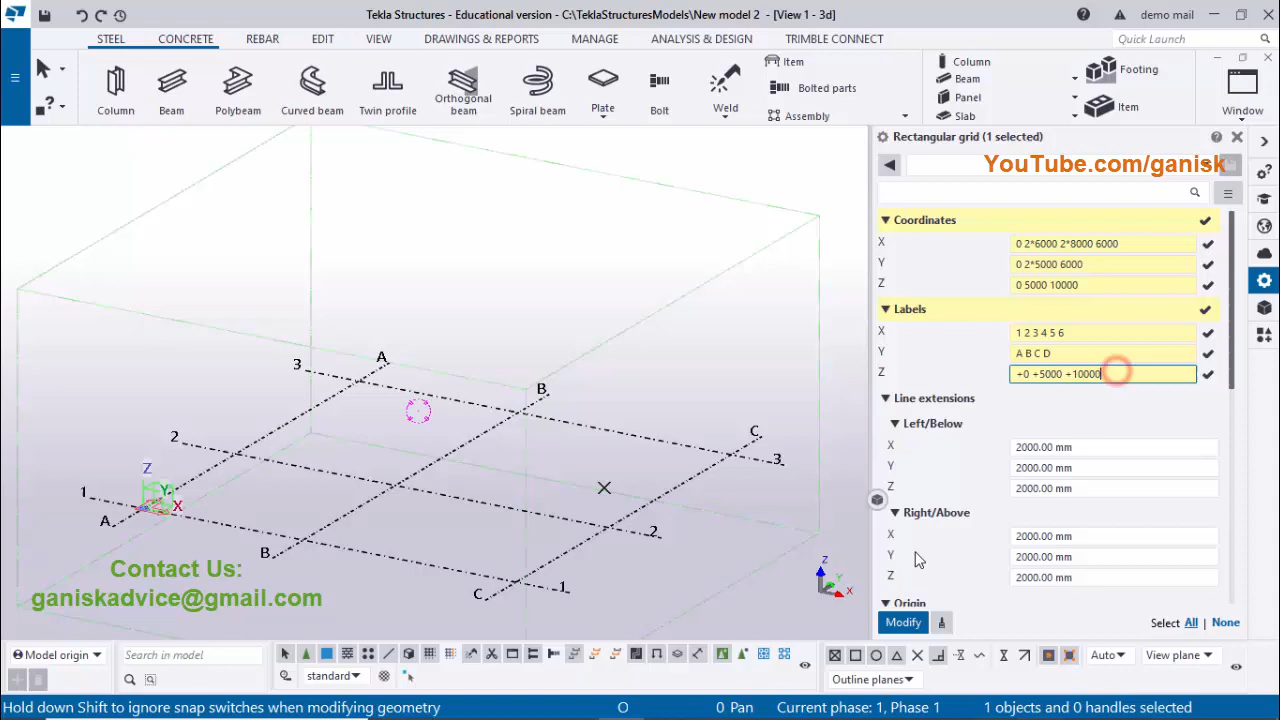 Tekla Structures - Educational version - C:\TeklaStructuresModels\New model 2 - [View 1 - 3d]
demo mail
STEEL CONCRETE REBAR EDIT VIEW DRAWINGS & REPORTS MANAGE ANALYSIS & DESIGN TRIMBLE CONNECT
Quick Launch
Column
Beam
Polybeam
Curved beam
Twin profile
Orthogonal
beam
Spiral beam
Plate
Bolt
Weld
Item
Bolted parts
Assembly
Column
Beam
Panel
Slab
Footing
Item
Window
Rectangular grid (1 selected)
YouTube.com/ganisk
Coordinates
X 0 2*6000 2*8000 6000
Y 0 2*5000 6000
Z 0 5000 10000
Labels
X 1 2 3 4 5 6
Y A B C D
Z +0 +5000 +10000
Line extensions
Left/Below
X 2000.00 mm
Y 2000.00 mm
Z 2000.00 mm
Right/Above
X 2000.00 mm
Y 2000.00 mm
Z 2000.00 mm
Origin
Modify
Select All | None
A
3
B
2
C
3
Z
Y
X
1
A
B
2
C
1
Z
Y
X
Contact Us:
ganiskadvice@gmail.com
Model origin
Search in model
standard
Auto
View plane
Outline planes
Hold down Shift to ignore snap switches when modifying geometry
O
0 Pan
Current phase: 1, Phase 1
1 objects and 0 handles selected